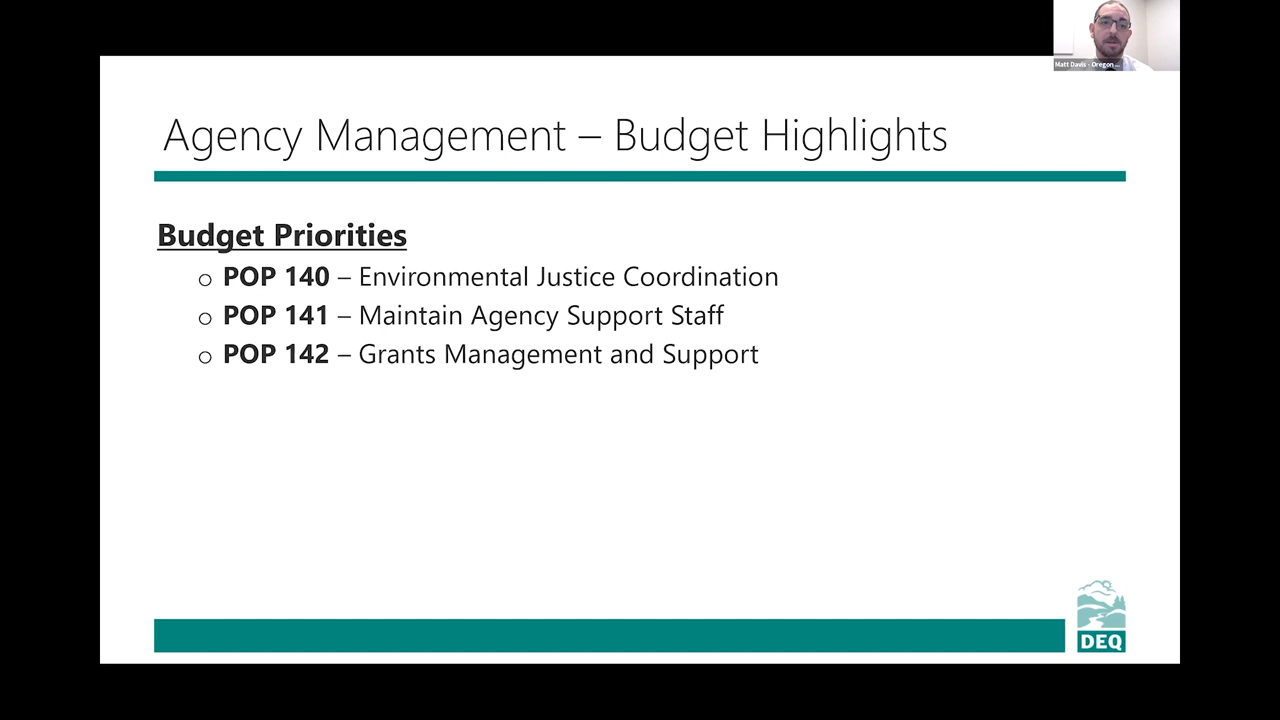 Matt Davis - Oregon ...
Agency Management – Budget Highlights
Budget Priorities
o POP 140 – Environmental Justice Coordination
o POP 141 – Maintain Agency Support Staff
o POP 142 – Grants Management and Support
DEQ